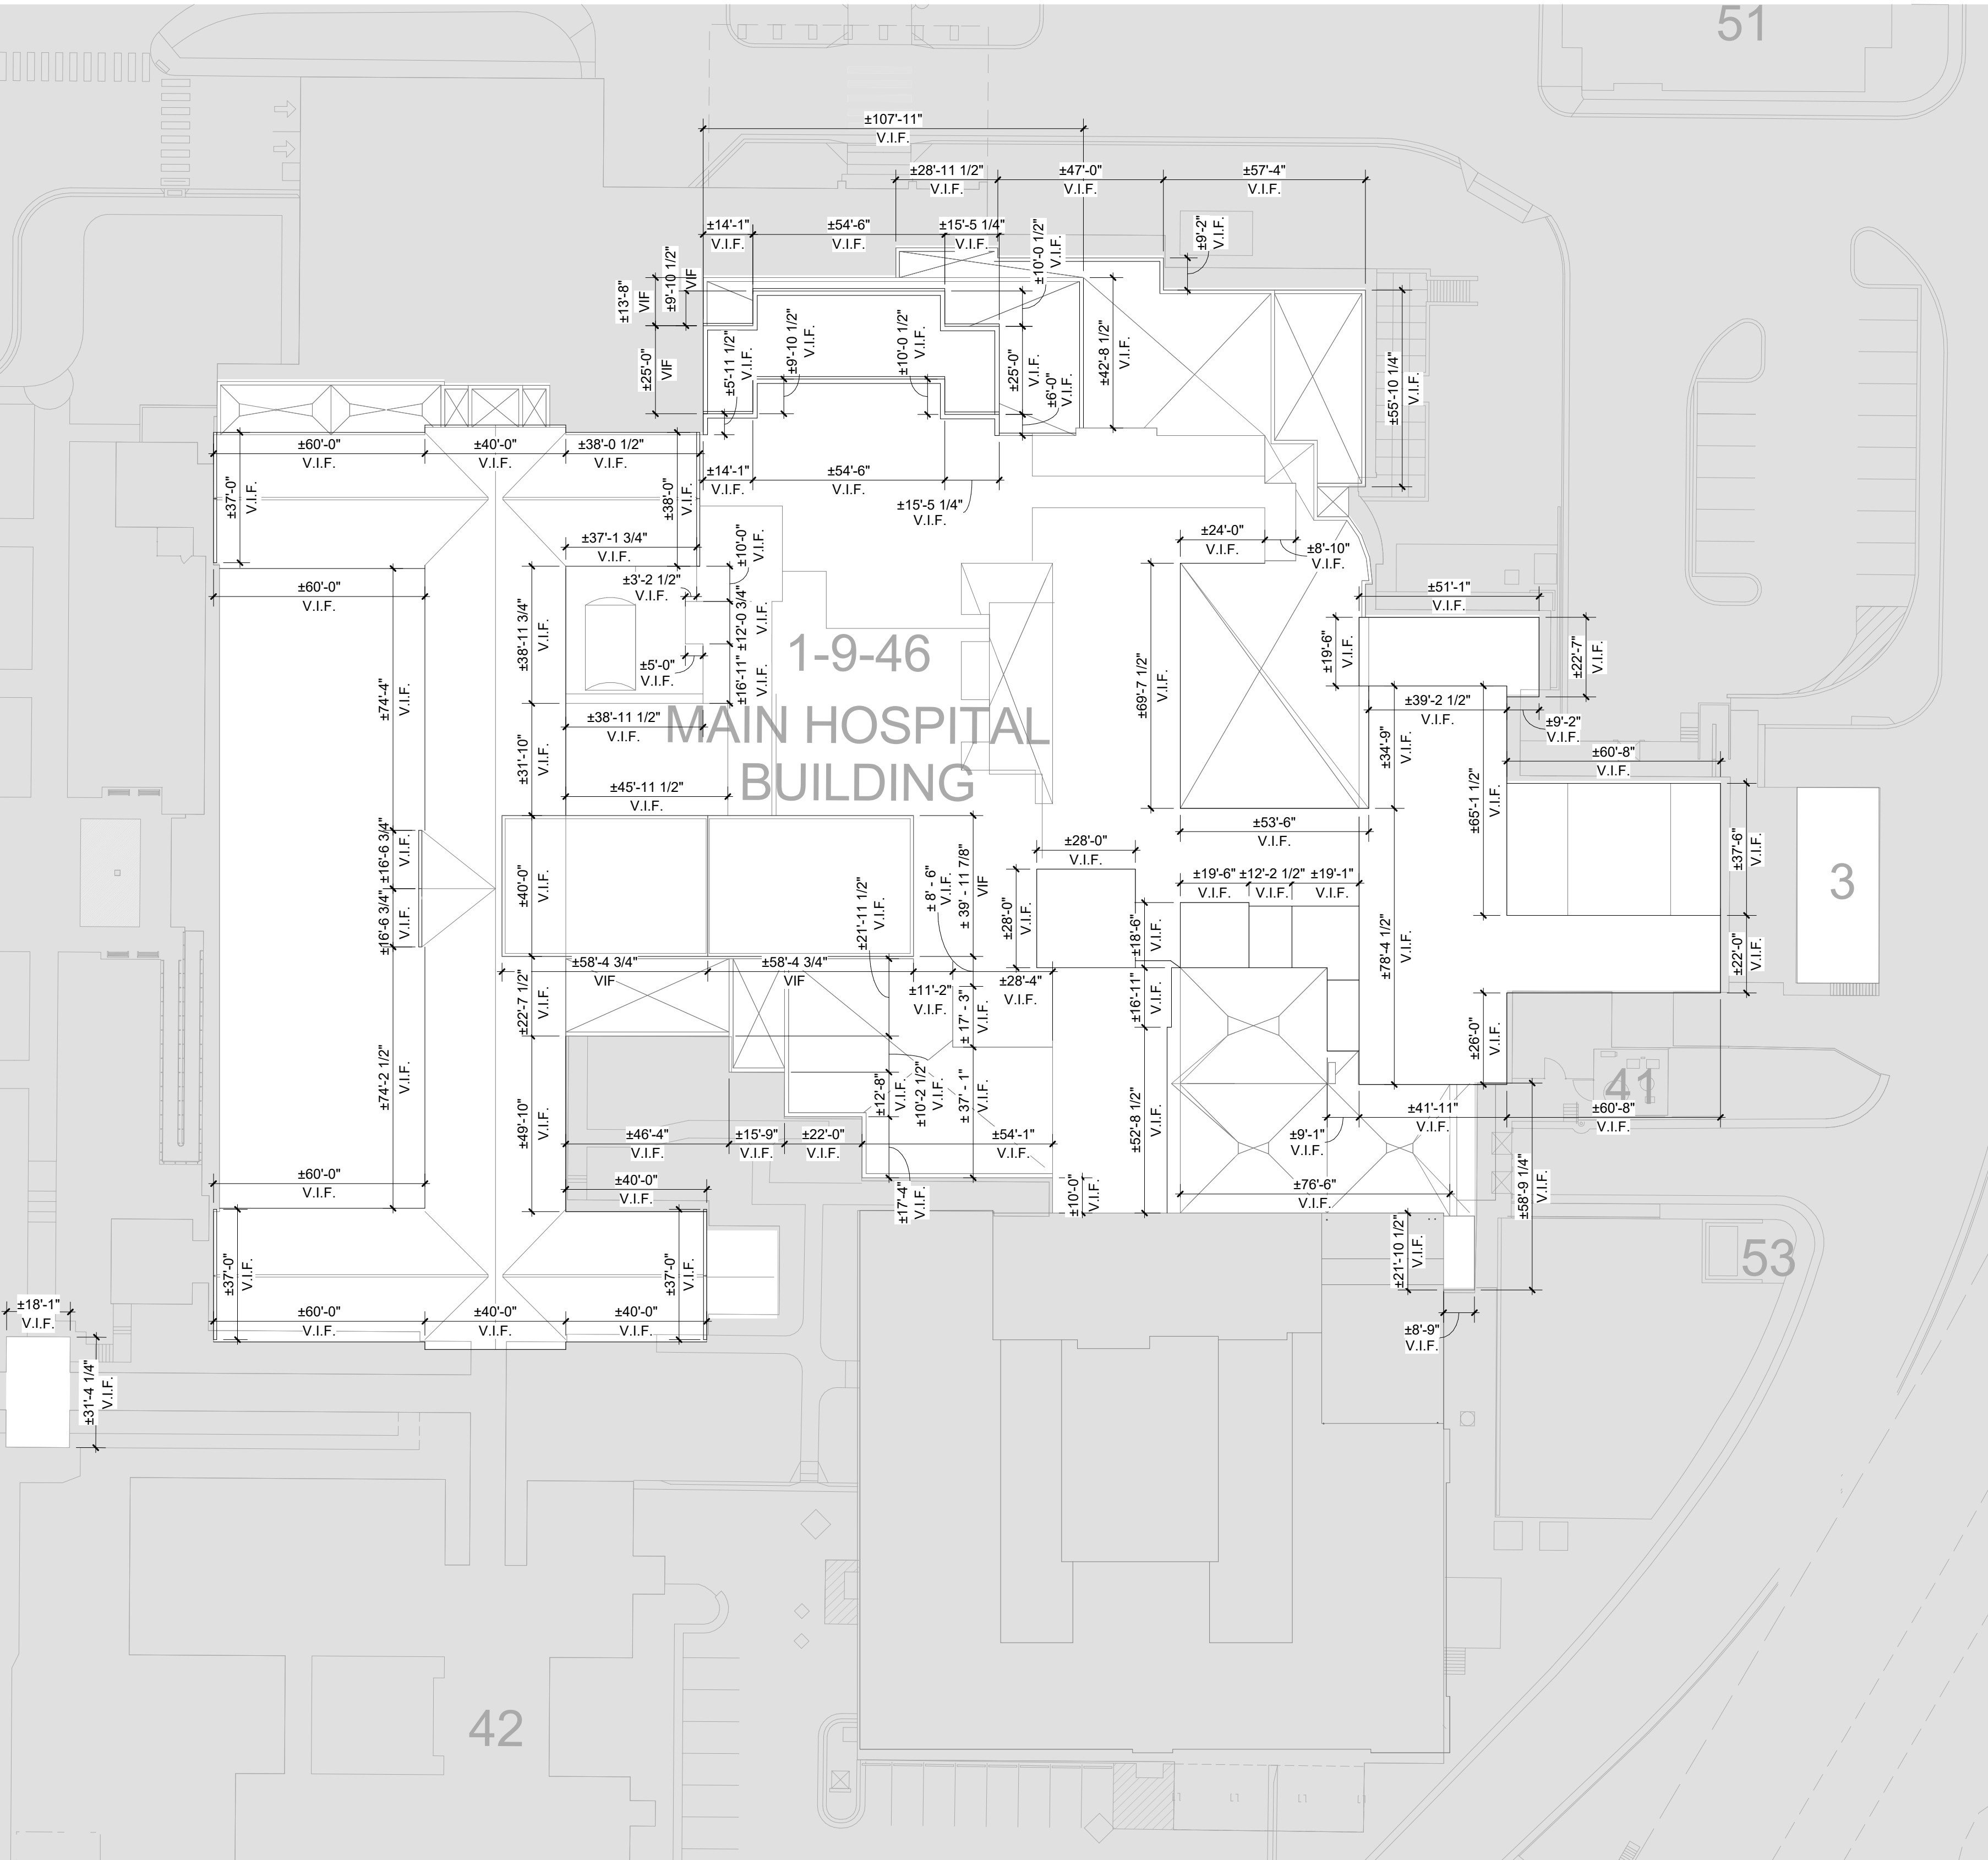 51
±107'-11"
V.I.F.
±28'-11 1/2"
V.I.F.
±47'-0"
V.I.F.
±57'-4"
V.I.F.
±14'-1"
V.I.F.
±54'-6"
V.I.F.
±15'-5 1/4"
V.I.F.
±10'-0 1/2"
V.I.F.
±9'-2"
V.I.F.
±13'-8"
VIF
±9'-10 1/2"
VIF
±25'-0"
VIF
±5'-11 1/2"
V.I.F.
±9'-10 1/2"
V.I.F.
±10'-0 1/2"
V.I.F.
±25'-0"
V.I.F.
±6'-0"
V.I.F.
±42'-8 1/2"
V.I.F.
±55'-10 1/4"
V.I.F.
±60'-0"
V.I.F.
±40'-0"
V.I.F.
±38'-0 1/2"
V.I.F.
±37'-0"
V.I.F.
±38'-0"
V.I.F.
±14'-1"
V.I.F.
±54'-6"
V.I.F.
±15'-5 1/4"
V.I.F.
±37'-1 3/4"
V.I.F.
±10'-0"
V.I.F.
±24'-0"
V.I.F.
±8'-10"
V.I.F.
±60'-0"
V.I.F.
±3'-2 1/2"
V.I.F.
±38'-11 3/4"
V.I.F.
±12'-0 3/4"
V.I.F.
±5'-0"
V.I.F.
±16'-11"
V.I.F.
1-9-46
MAIN HOSPITAL
BUILDING
±51'-1"
V.I.F.
±19'-6"
V.I.F.
±22'-7"
V.I.F.
±69'-7 1/2"
V.I.F.
±39'-2 1/2"
V.I.F.
±9'-2"
V.I.F.
±74'-4"
V.I.F.
±38'-11 1/2"
V.I.F.
±31'-10"
V.I.F.
±34'-9"
V.I.F.
±60'-8"
V.I.F.
±45'-11 1/2"
V.I.F.
±65'-1 1/2"
V.I.F.
±53'-6"
V.I.F.
±16'-6 3/4"
V.I.F.
±16'-6 3/4"
V.I.F.
±40'-0"
V.I.F.
±21'-11 1/2"
V.I.F.
± 8' - 6"
V.I.F.
± 39' - 11 7/8"
VIF
±28'-0"
V.I.F.
±28'-0"
V.I.F.
±19'-6"
V.I.F.
±12'-2 1/2"
V.I.F.
±19'-1"
V.I.F.
±37'-6"
V.I.F.
3
±18'-6"
V.I.F.
±78'-4 1/2"
V.I.F.
±22'-0"
V.I.F.
±58'-4 3/4"
VIF
±58'-4 3/4"
VIF
±11'-2"
V.I.F.
±28'-4"
V.I.F.
±22'-7 1/2"
V.I.F.
± 17' - 3"
V.I.F.
±16'-11"
V.I.F.
±26'-0"
V.I.F.
±74'-2 1/2"
V.I.F.
±12'-8"
V.I.F.
±10'-2 1/2"
V.I.F.
± 37' - 1"
V.I.F.
±52'-8 1/2"
V.I.F.
41
±49'-10"
V.I.F.
±46'-4"
V.I.F.
±15'-9"
V.I.F.
±22'-0"
V.I.F.
±54'-1"
V.I.F.
±9'-1"
V.I.F.
±41'-11"
V.I.F.
±60'-8"
V.I.F.
±60'-0"
V.I.F.
±40'-0"
V.I.F.
±17'-4"
V.I.F.
±10'-0"
V.I.F.
±76'-6"
V.I.F.
±58'-9 1/4"
V.I.F.
±21'-10 1/2"
V.I.F.
53
±37'-0"
V.I.F.
±37'-0"
V.I.F.
±18'-1"
V.I.F.
±60'-0"
V.I.F.
±40'-0"
V.I.F.
±40'-0"
V.I.F.
±8'-9"
V.I.F.
±31'-4 1/4"
V.I.F.
42